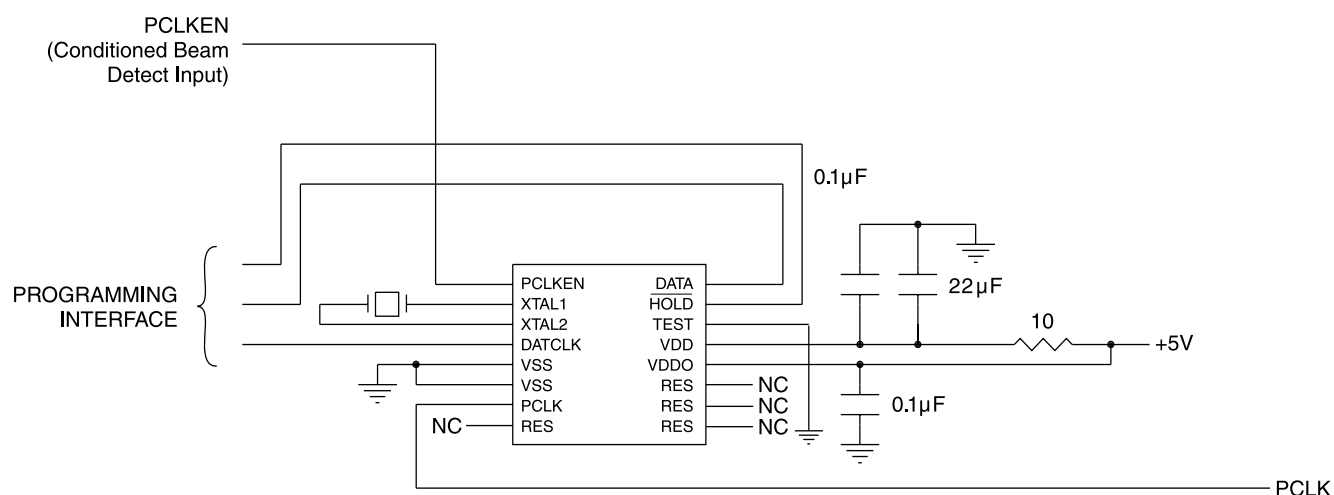 PCLKEN
(Conditioned Beam
Detect Input)
0.1µF
PROGRAMMING
INTERFACE
PCLKEN
XTAL1
XTAL2
DATCLK
VSS
VSS
PCLK
RES
DATA
HOLD
TEST
VDD
VDDO
RES
RES
RES
NC
NC
NC
NC
22µF
10
+5V
0.1µF
PCLK